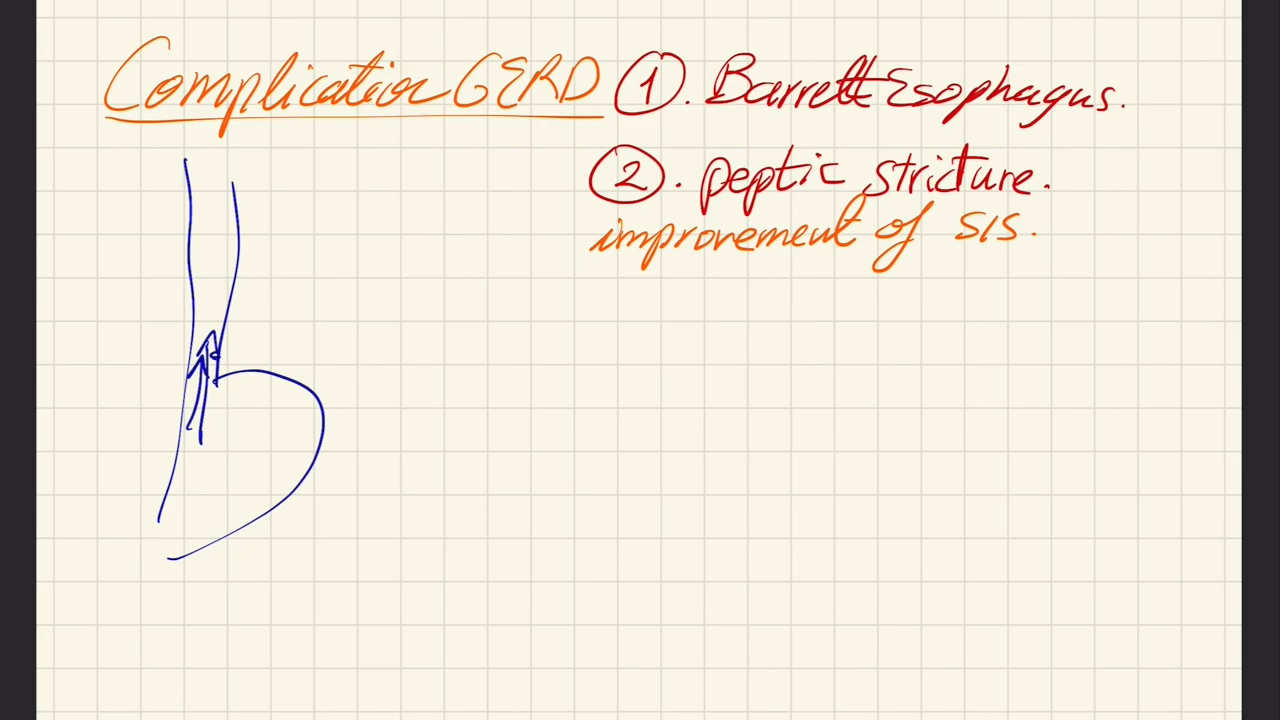 Complication GERD
①. Barrett Esophagus.
②. peptic stricture.
improvement of S/S.